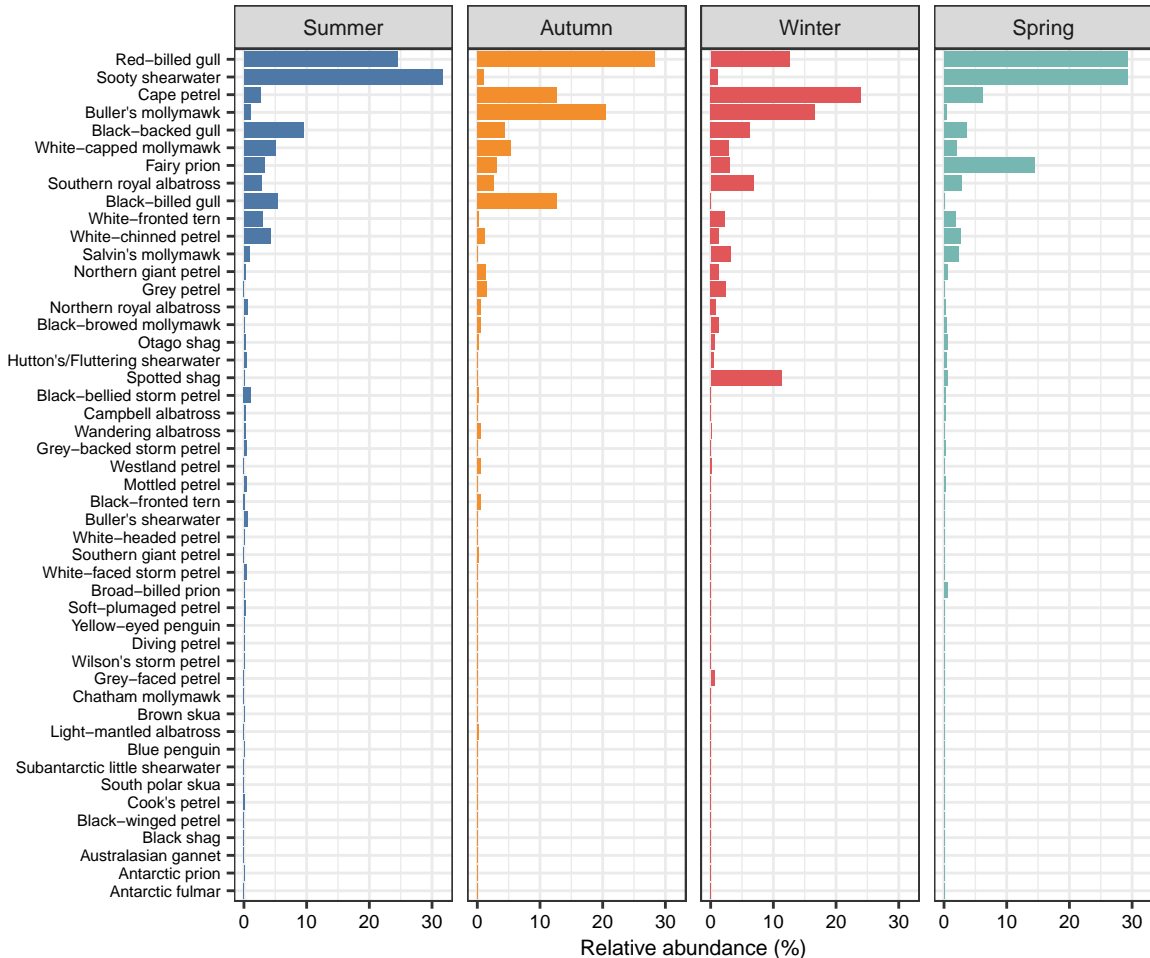 Summer Autumn Winter Spring
Red−billed gull
Sooty shearwater
Cape petrel
Buller's mollymawk
Black−backed gull
White−capped mollymawk
Fairy prion
Southern royal albatross
Black−billed gull
White−fronted tern
White−chinned petrel
Salvin's mollymawk
Northern giant petrel
Grey petrel
Northern royal albatross
Black−browed mollymawk
Otago shag
Hutton's/Fluttering shearwater
Spotted shag
Black−bellied storm petrel
Campbell albatross
Wandering albatross
Grey−backed storm petrel
Westland petrel
Mottled petrel
Black−fronted tern
Buller's shearwater
White−headed petrel
Southern giant petrel
White−faced storm petrel
Broad−billed prion
Soft−plumaged petrel
Yellow−eyed penguin
Diving petrel
Wilson's storm petrel
Grey−faced petrel
Chatham mollymawk
Brown skua
Light−mantled albatross
Blue penguin
Subantarctic little shearwater
South polar skua
Cook's petrel
Black−winged petrel
Black shag
Australasian gannet
Antarctic prion
Antarctic fulmar
0 10 20 30 0 10 20 30 0 10 20 30 0 10 20 30
Relative abundance (%)